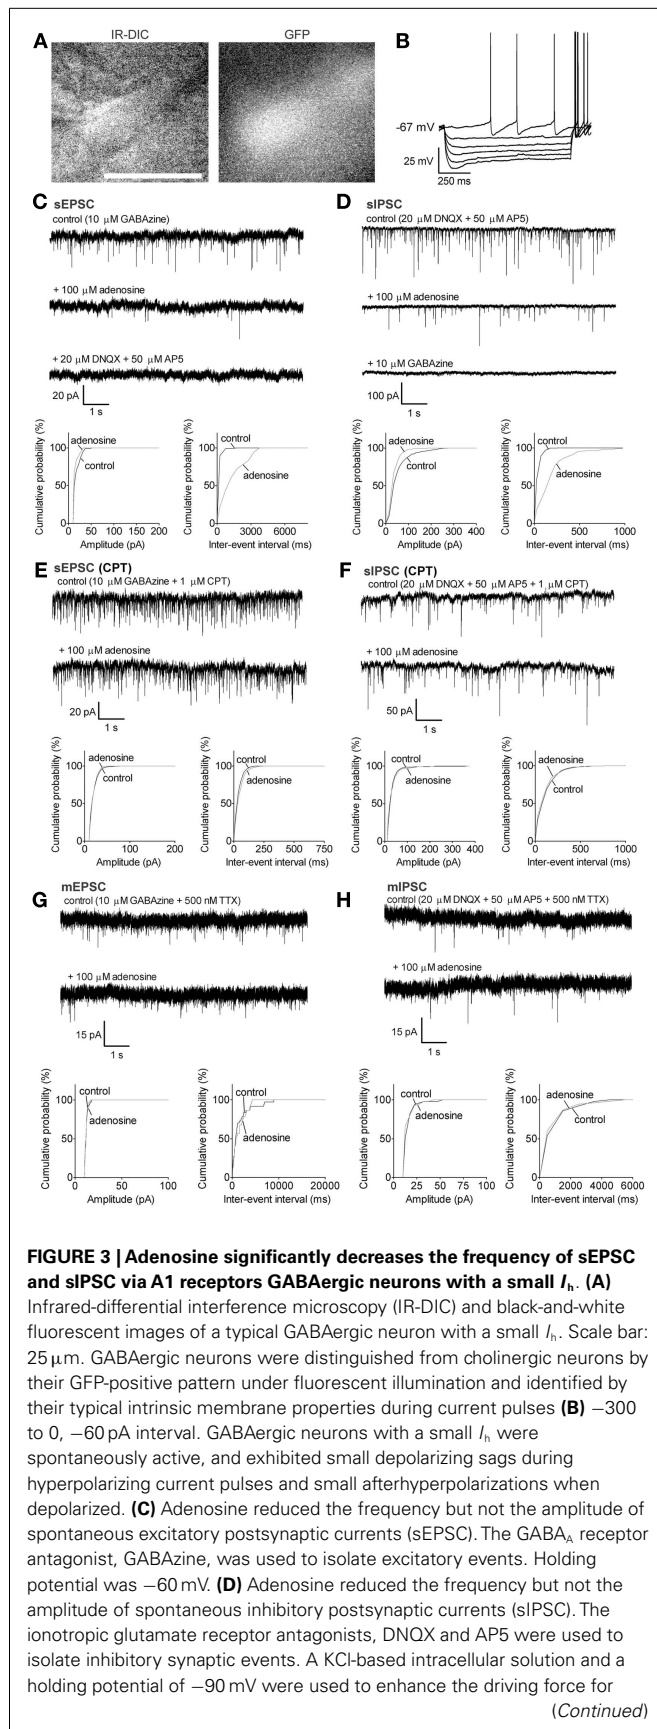 A
IR-DIC
GFP
B
-67 mV
25 mV
250 ms
C
sEPSC
control (10 μM GABAzine)
+ 100 μM adenosine
+ 20 μM DNQX + 50 μM AP5
20 pA
1 s
D
sIPSC
control (20 μM DNQX + 50 μM AP5)
+ 100 μM adenosine
+ 10 μM GABAzine
100 pA
1 s
Cumulative probability (%)
100
50
0
adenosine
control
0 50 100 150 200
Amplitude (pA)
Cumulative probability (%)
100
50
0
control
adenosine
0 3000 6000
Inter-event interval (ms)
Cumulative probability (%)
100
50
0
adenosine
control
0 100 200 300 400
Amplitude (pA)
Cumulative probability (%)
100
50
0
control
adenosine
0 500 1000
Inter-event interval (ms)
E
sEPSC (CPT)
control (10 μM GABAzine + 1 μM CPT)
+ 100 μM adenosine
20 pA
1 s
F
sIPSC (CPT)
control (20 μM DNQX + 50 μM AP5 + 1 μM CPT)
+ 100 μM adenosine
50 pA
1 s
Cumulative probability (%)
100
50
adenosine
control
0 100 200
Amplitude (pA)
Cumulative probability (%)
100
50
control
adenosine
0 250 500 750
Inter-event interval (ms)
Cumulative probability (%)
100
50
control
adenosine
0 100 200 300 400
Amplitude (pA)
Cumulative probability (%)
100
50
adenosine
control
0 500 1000
Inter-event interval (ms)
G
mEPSC
control (10 μM GABAzine + 500 nM TTX)
+ 100 μM adenosine
15 pA
1 s
H
mIPSC
control (20 μM DNQX + 50 μM AP5 + 500 nM TTX)
+ 100 μM adenosine
15 pA
1 s
Cumulative probability (%)
100
50
control
adenosine
0 50 100
Amplitude (pA)
Cumulative probability (%)
100
50
control
adenosine
0 10000 20000
Inter-event interval (ms)
Cumulative probability (%)
100
50
control
adenosine
0 25 50 75 100
Amplitude (pA)
Cumulative probability (%)
100
50
adenosine
control
0 2000 4000 6000
Inter-event interval (ms)
FIGURE 3 | Adenosine significantly decreases the frequency of sEPSC
and sIPSC via A1 receptors GABAergic neurons with a small Ih. (A)
Infrared-differential interference microscopy (IR-DIC) and black-and-white
fluorescent images of a typical GABAergic neuron with a small Ih. Scale bar:
25 μm. GABAergic neurons were distinguished from cholinergic neurons by
their GFP-positive pattern under fluorescent illumination and identified by
their typical intrinsic membrane properties during current pulses (B) −300
to 0, −60 pA interval. GABAergic neurons with a small Ih were
spontaneously active, and exhibited small depolarizing sags during
hyperpolarizing current pulses and small afterhyperpolarizations when
depolarized. (C) Adenosine reduced the frequency but not the amplitude of
spontaneous excitatory postsynaptic currents (sEPSC). The GABAA receptor
antagonist, GABAzine, was used to isolate excitatory events. Holding
potential was −60 mV. (D) Adenosine reduced the frequency but not the
amplitude of spontaneous inhibitory postsynaptic currents (sIPSC). The
ionotropic glutamate receptor antagonists, DNQX and AP5 were used to
isolate inhibitory synaptic events. A KCl-based intracellular solution and a
holding potential of −90 mV were used to enhance the driving force for
(Continued)